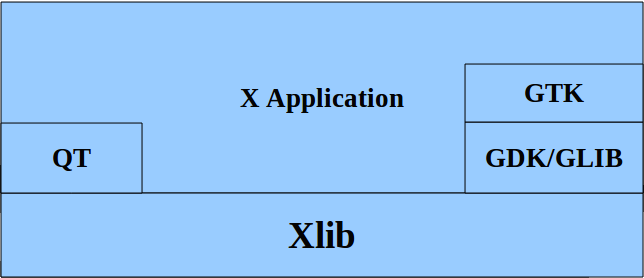 X Application
GTK
QT
GDK/GLIB
Xlib